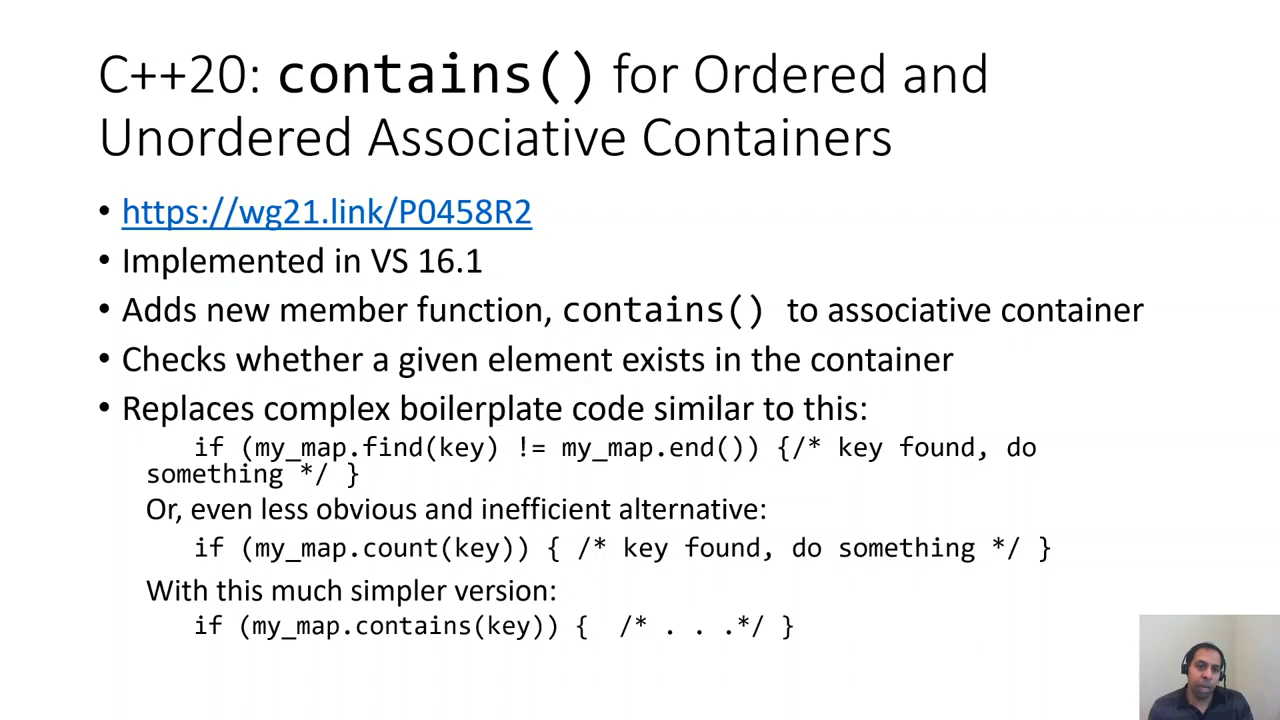 C++20: contains() for Ordered and
Unordered Associative Containers
• https://wg21.link/P0458R2
• Implemented in VS 16.1
• Adds new member function, contains() to associative container
• Checks whether a given element exists in the container
• Replaces complex boilerplate code similar to this:
if (my_map.find(key) != my_map.end()) {/* key found, do
something */ }
Or, even less obvious and inefficient alternative:
if (my_map.count(key)) { /* key found, do something */ }
With this much simpler version:
if (my_map.contains(key)) {  /* . . .*/ }